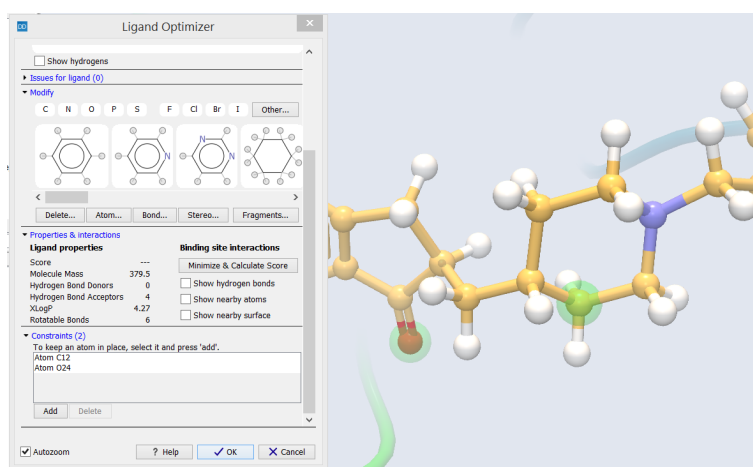 DD Ligand Optimizer
Show hydrogens
Issues for ligand (0)
Modify
C N O P S F Cl Br I Other...
N N N
Delete... Atom... Bond... Stereo... Fragments...
Properties & interactions
Ligand properties Binding site interactions
Score ---
Minimize & Calculate Score
Molecule Mass 379.5
Hydrogen Bond Donors 0 Show hydrogen bonds
Hydrogen Bond Acceptors 4 Show nearby atoms
XLogP 4.27
Rotatable Bonds 6 Show nearby surface
Constraints (2)
To keep an atom in place, select it and press 'add'.
Atom C12
Atom O24
Add Delete
Autozoom ? Help OK Cancel